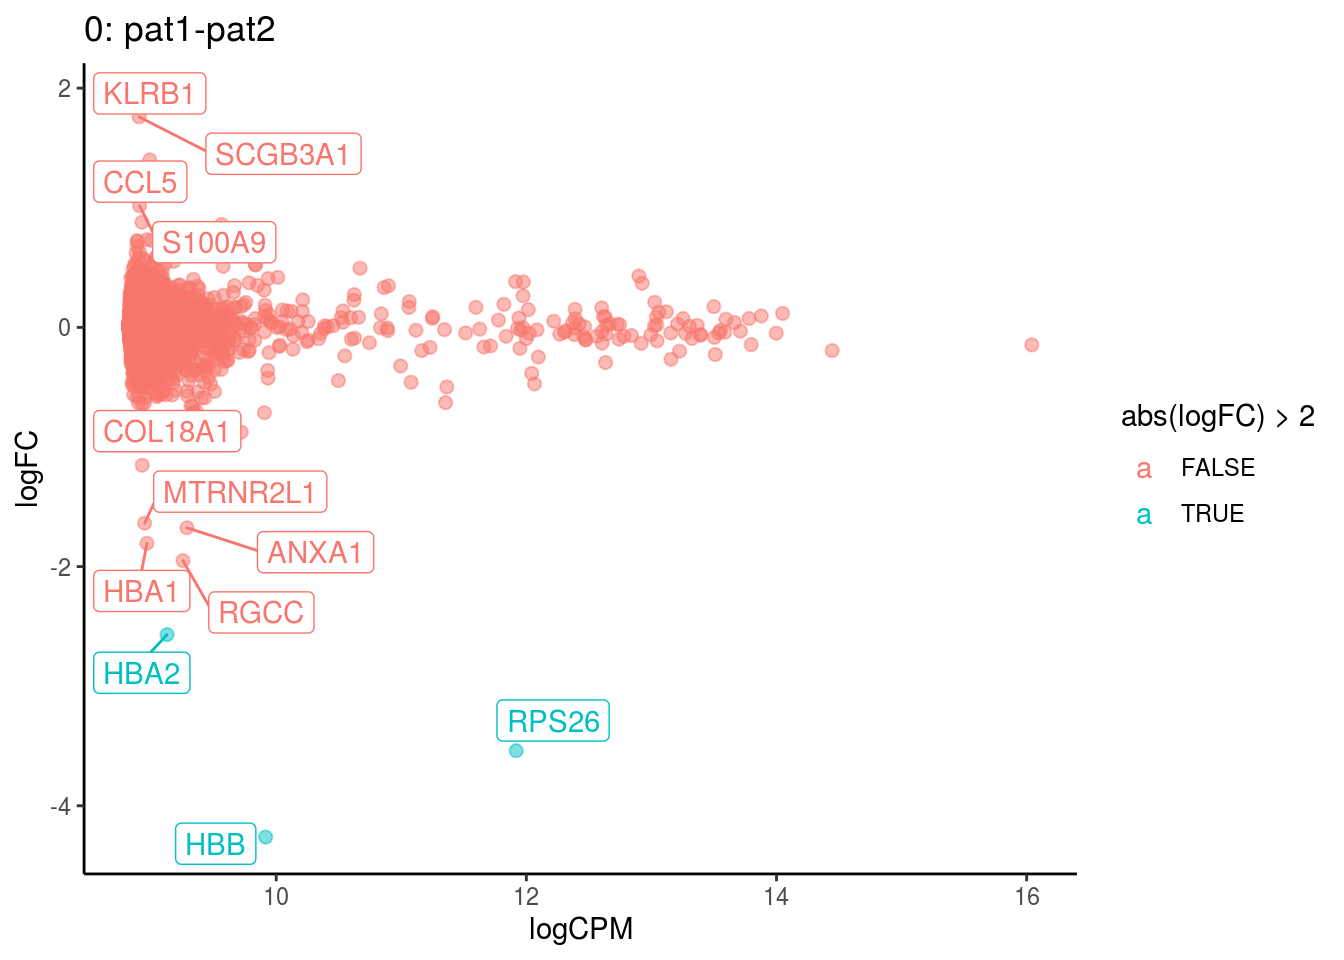 0: pat1-pat2
2
0
-2
-4
logFC
KLRB1
SCGB3A1
CCL5
S100A9
COL18A1
MTRNR2L1
ANXA1
HBA1
RGCC
HBA2
RPS26
HBB
10
12
14
16
logCPM
abs(logFC) > 2
a FALSE
a TRUE